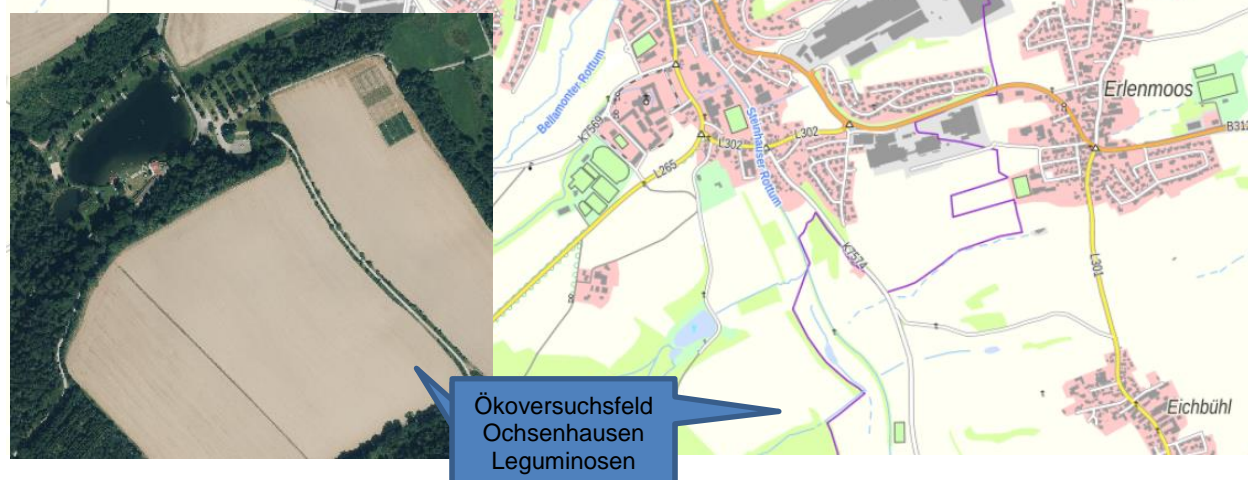 Bellamonter Rottum
K7569
L265
L302
Steinhauser Rottum
L302
Erlenmoos
B312
K7574
L301
Eichbühl
Ökoversuchsfeld
Ochsenhausen
Leguminosen